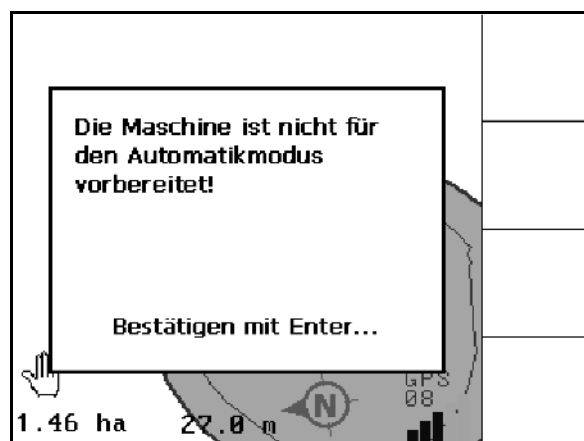 Die Maschine ist nicht für
den Automatikmodus
vorbereitet!
Bestätigen mit Enter...
GPS
08
N
1.46 ha 27.0 m